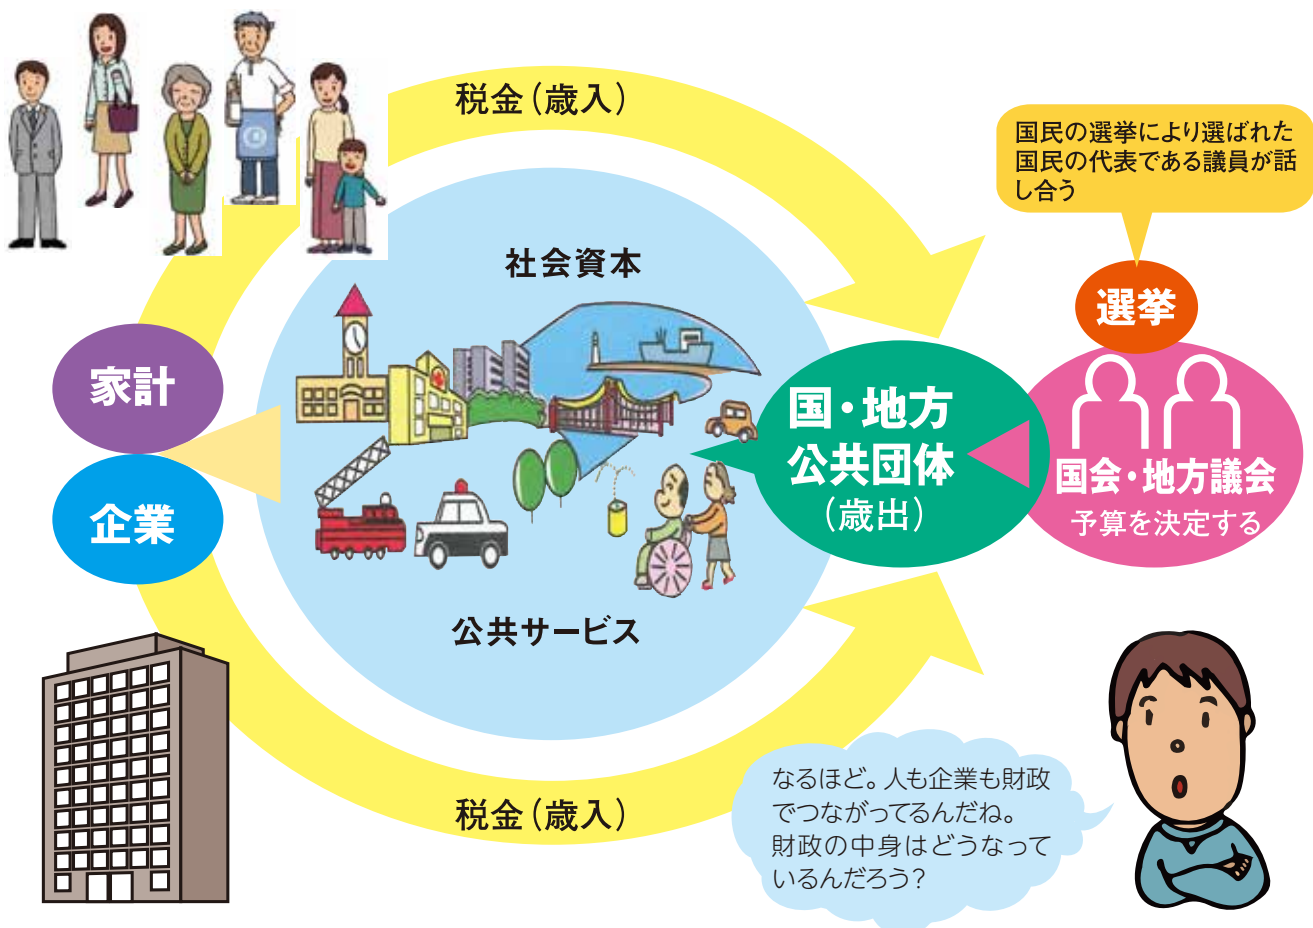 税金(歳入)
国民の選挙により選ばれた
国民の代表である議員が話
し合う
社会資本
選挙
家計
企業
国・地方
公共団体
(歳出)
国会・地方議会
予算を決定する
公共サービス
税金(歳入)
なるほど。人も企業も財政
でつながってるんだね。
財政の中身はどうなって
いるんだろう?